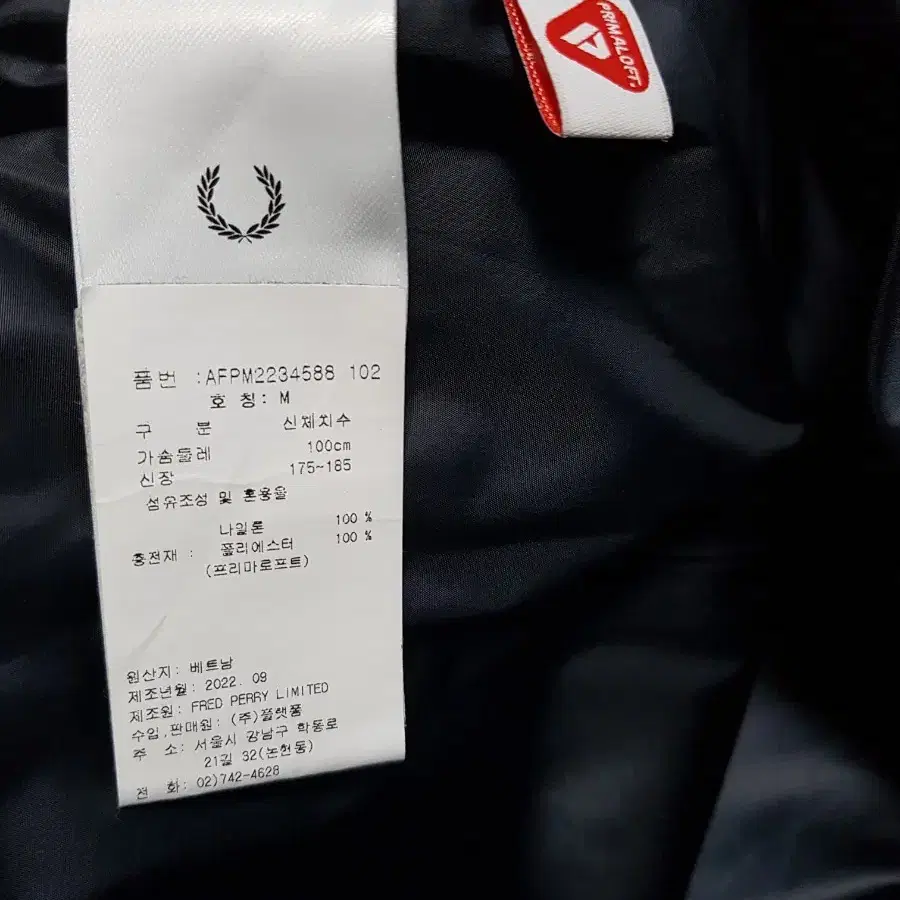 PRIMALOFT
품번 :AFPM2234588 102
호 칭: M
구 분 신체치수
가슴둘레 100cm
신장 175~185
섬유조성 및 혼용율
나일론 100 %
충전재 : 폴리에스터 100 %
(프리마로프트)
원산지: 베트남
제조년월: 2022. 09
제조원: FRED PERRY LIMITED
수입,판매원: (주)플랫폼
주 소: 서울시 강남구 학동로
21길 32(논현동)
전 화: 02)742-4628